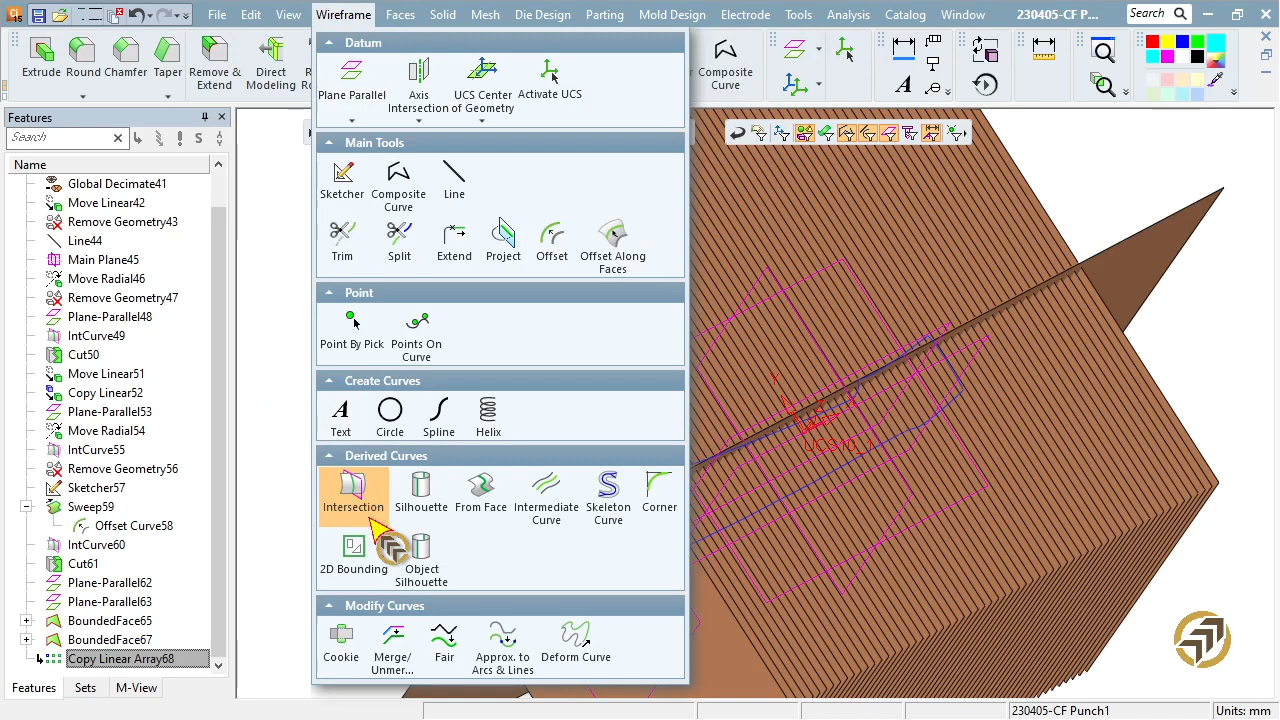 15
File Edit View Wireframe Faces Solid Mesh Die Design Parting Mold Design Electrode Tools Analysis Catalog Window 230405-CF P... Search
Extrude Round Chamfer Taper Remove & Extend Direct Modeling
Composite Curve
Features
Search
Name
Global Decimate41
Move Linear42
Remove Geometry43
Line44
Main Plane45
Move Radial46
Remove Geometry47
Plane-Parallel48
IntCurve49
Cut50
Move Linear51
Copy Linear52
Plane-Parallel53
Move Radial54
IntCurve55
Remove Geometry56
Sketcher57
Sweep59
Offset Curve58
IntCurve60
Cut61
Plane-Parallel62
Plane-Parallel63
BoundedFace65
BoundedFace67
Copy Linear Array68
Features Sets M-View
Datum
Plane Parallel Axis Intersection UCS Center of Geometry Activate UCS
Main Tools
Sketcher Composite Curve Line
Trim Split Extend Project Offset Offset Along Faces
Point
Point By Pick Points On Curve
Create Curves
Text Circle Spline Helix
Derived Curves
Intersection Silhouette From Face Intermediate Curve Skeleton Curve Corner
2D Bounding Object Silhouette
Modify Curves
Cookie Merge/ Unmer... Fair Approx. to Arcs & Lines Deform Curve
Y
UCS10_1
230405-CF Punch1
Units: mm